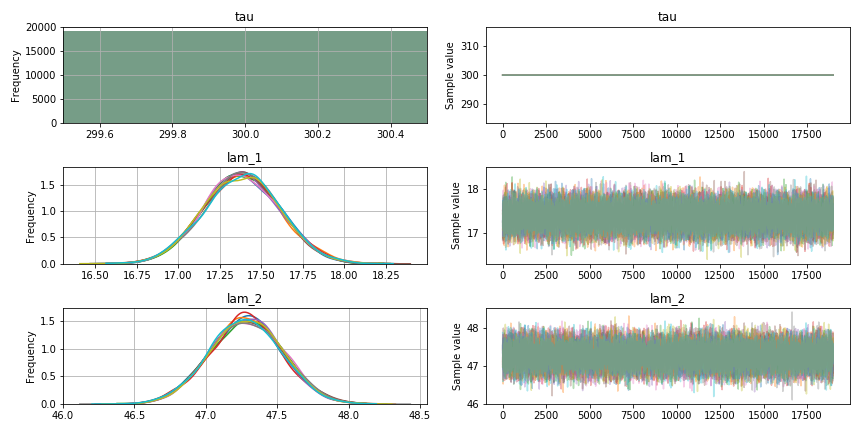 tau
Frequency
20000
15000
10000
5000
0
299.6 299.8 300.0 300.2 300.4
tau
Sample value
310
300
290
0 2500 5000 7500 10000 12500 15000 17500
lam_1
Frequency
1.5
1.0
0.5
0.0
16.50 16.75 17.00 17.25 17.50 17.75 18.00 18.25
lam_1
Sample value
18
17
0 2500 5000 7500 10000 12500 15000 17500
lam_2
Frequency
1.5
1.0
0.5
0.0
46.0 46.5 47.0 47.5 48.0 48.5
lam_2
Sample value
48
47
46
0 2500 5000 7500 10000 12500 15000 17500